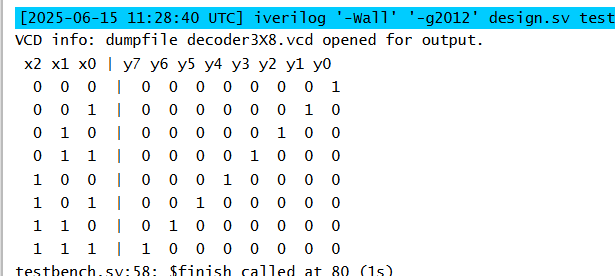 [2025-06-15 11:28:40 UTC] iverilog '-Wall' '-g2012' design.sv test
VCD info: dumpfile decoder3X8.vcd opened for output.
x2 x1 x0 | y7 y6 y5 y4 y3 y2 y1 y0
0 0 0 | 0 0 0 0 0 0 0 1
0 0 1 | 0 0 0 0 0 0 1 0
0 1 0 | 0 0 0 0 0 1 0 0
0 1 1 | 0 0 0 0 1 0 0 0
1 0 0 | 0 0 0 1 0 0 0 0
1 0 1 | 0 0 1 0 0 0 0 0
1 1 0 | 0 1 0 0 0 0 0 0
1 1 1 | 1 0 0 0 0 0 0 0
testbench.sv:58: $finish called at 80 (1s)